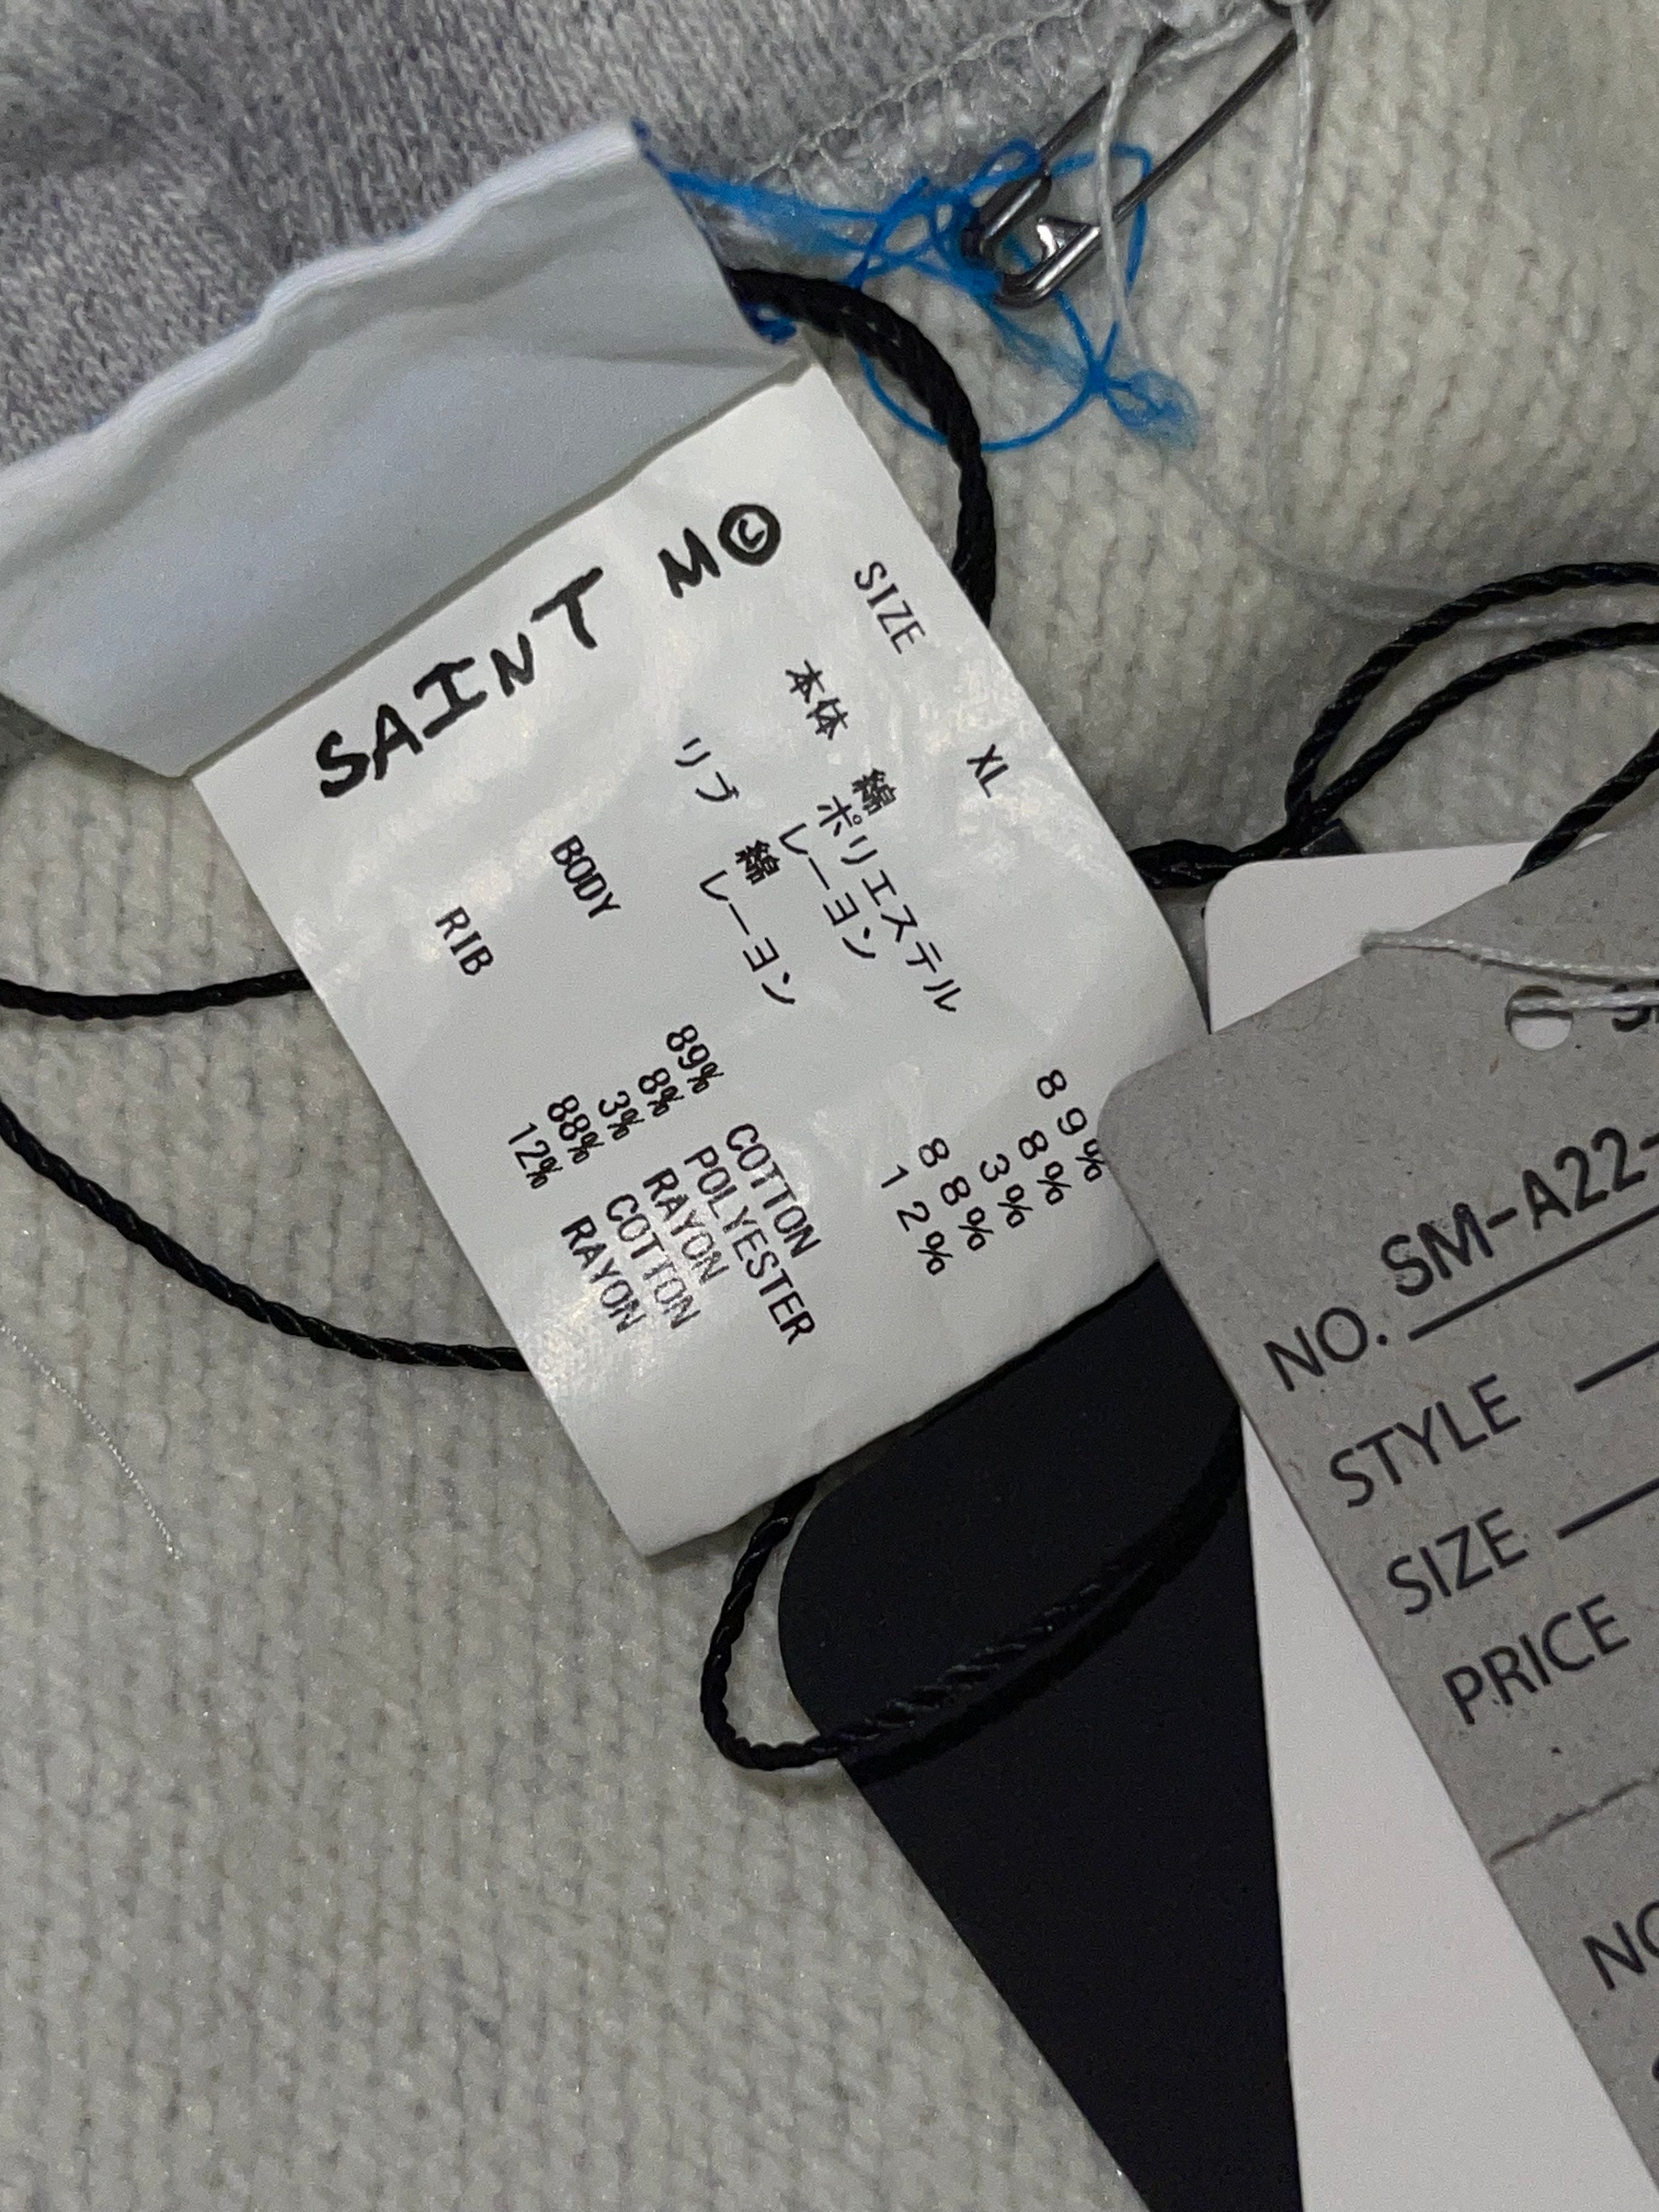 SAINT M©
SIZE XL
本体 綿 89%
ポリエステル 8%
レーヨン 3%
リブ 綿 88%
レーヨン 12%
BODY 89% COTTON
8% POLYESTER
3% RAYON
RIB 88% COTTON
12% RAYON
NO. SM-A22-
STYLE
SIZE
PRICE